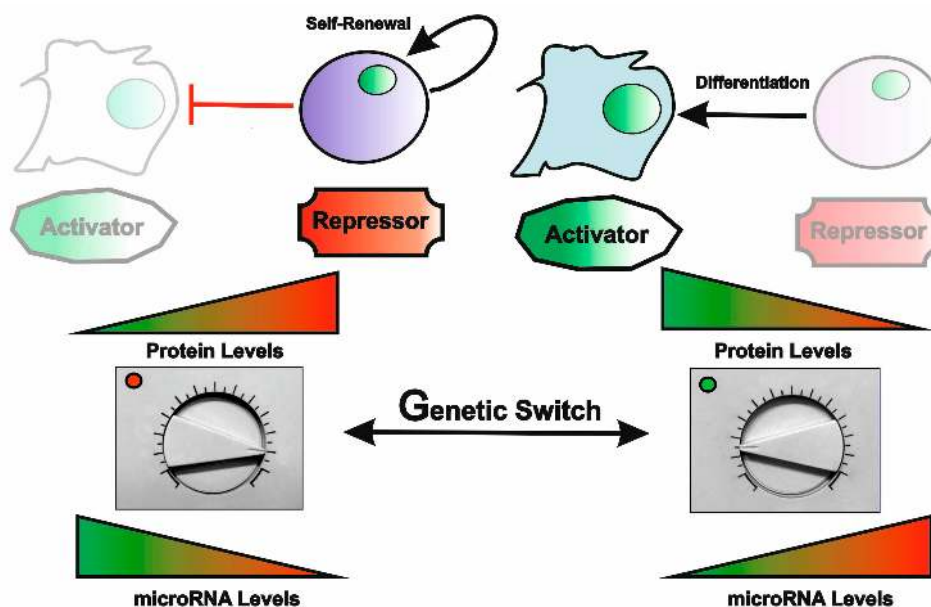 Self-Renewal
Differentiation
Activator
Repressor
Activator
Repressor
Protein Levels
Protein Levels
Genetic Switch
microRNA Levels
microRNA Levels